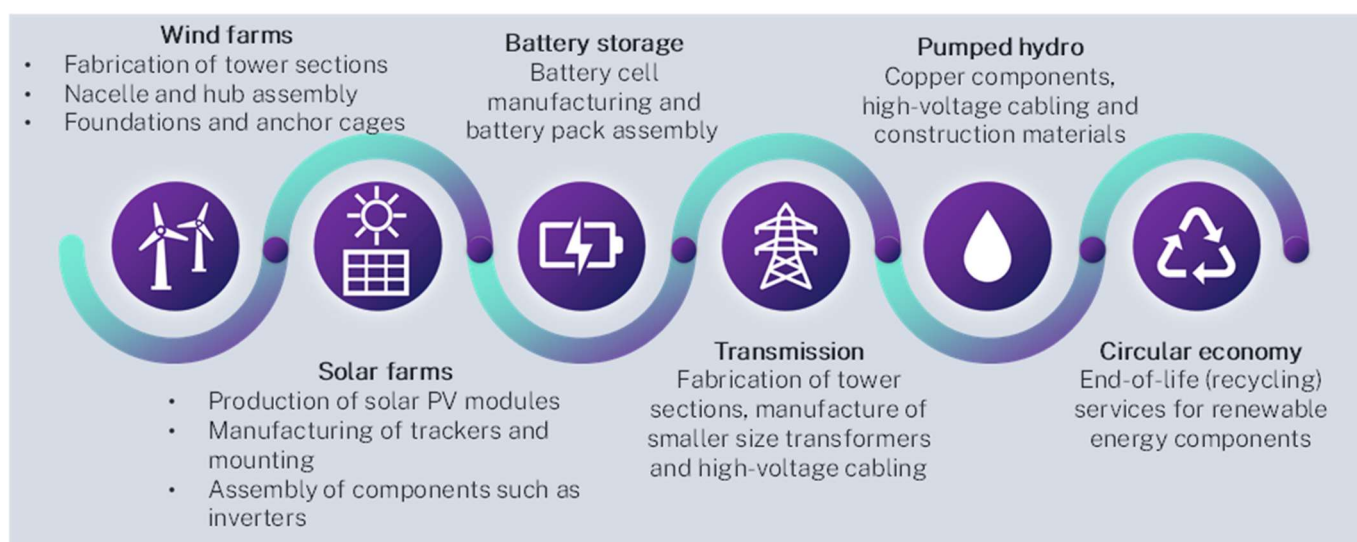 Wind farms
• Fabrication of tower sections
• Nacelle and hub assembly
• Foundations and anchor cages
Solar farms
• Production of solar PV modules
• Manufacturing of trackers and
mounting
• Assembly of components such as
inverters
Battery storage
Battery cell
manufacturing and
battery pack assembly
Transmission
Fabrication of tower
sections, manufacture of
smaller size transformers
and high-voltage cabling
Pumped hydro
Copper components,
high-voltage cabling and
construction materials
Circular economy
End-of-life (recycling)
services for renewable
energy components